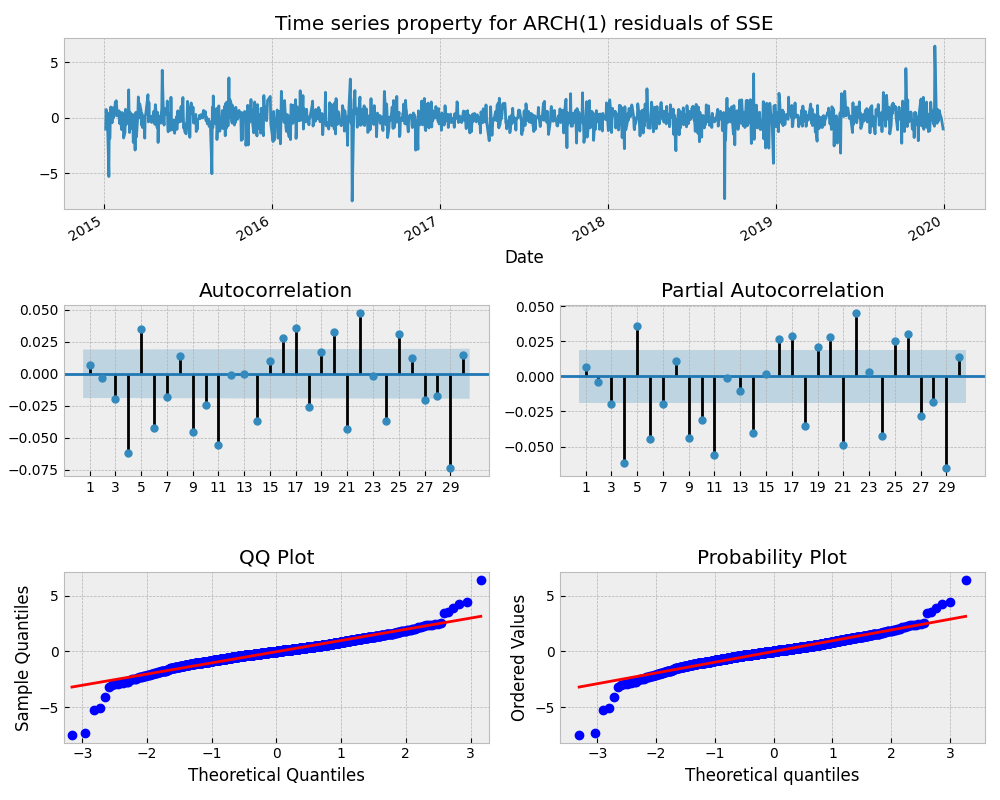 Time series property for ARCH(1) residuals of SSE
5
0
−5
2015 2016 2017 2018 2019 2020
Date
Autocorrelation
0.050
0.025
0.000
−0.025
−0.050
−0.075
1 3 5 7 9 11 13 15 17 19 21 23 25 27 29
Partial Autocorrelation
0.050
0.025
0.000
−0.025
−0.050
1 3 5 7 9 11 13 15 17 19 21 23 25 27 29
QQ Plot
Sample Quantiles
5
0
−5
−3 −2 −1 0 1 2 3
Theoretical Quantiles
Probability Plot
Ordered Values
5
0
−5
−3 −2 −1 0 1 2 3
Theoretical quantiles